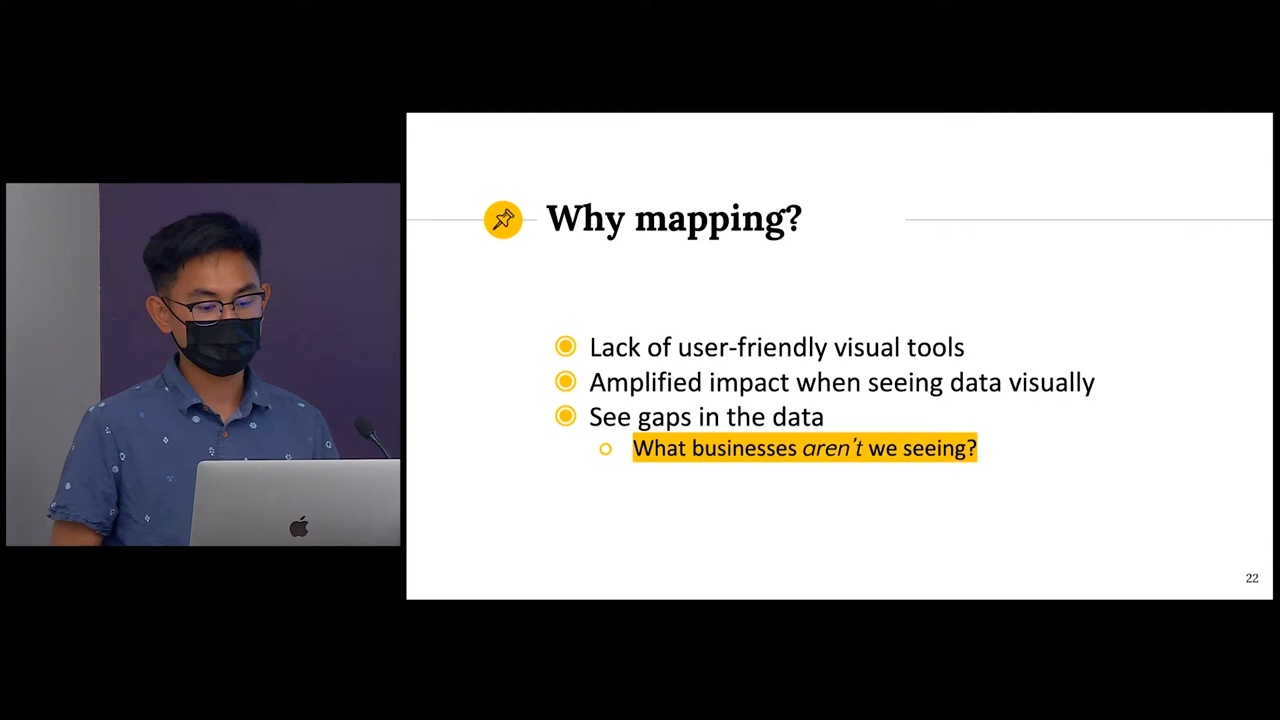 Why mapping?
Lack of user-friendly visual tools
Amplified impact when seeing data visually
See gaps in the data
What businesses aren't we seeing?
22